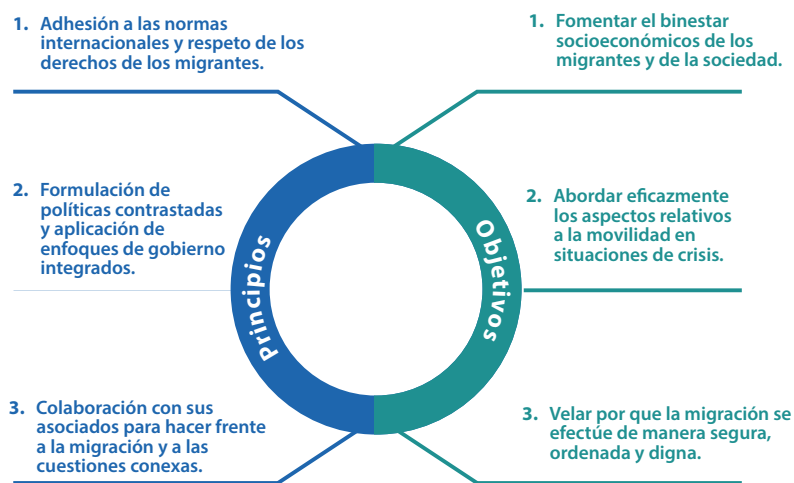 1. Adhesión a las normas
internacionales y respeto de los
derechos de los migrantes.
2. Formulación de
políticas contrastadas
y aplicación de
enfoques de gobierno
integrados.
3. Colaboración con sus
asociados para hacer frente
a la migración y a las
cuestiones conexas.
Principios
Objetivos
1. Fomentar el binestar
socioeconómicos de los
migrantes y de la sociedad.
2. Abordar eficazmente
los aspectos relativos
a la movilidad en
situaciones de crisis.
3. Velar por que la migración se
efectúe de manera segura,
ordenada y digna.